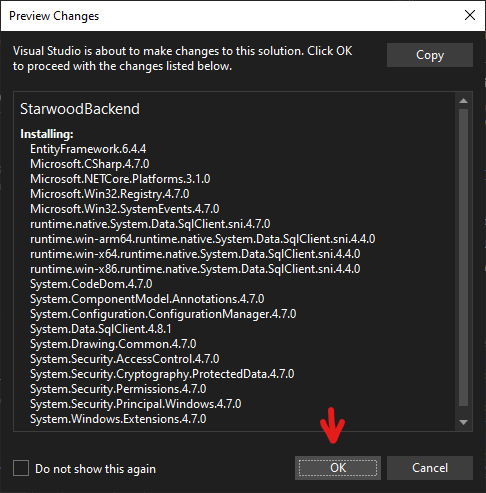 Preview Changes
Visual Studio is about to make changes to this solution. Click OK
to proceed with the changes listed below.
Copy
StarwoodBackend
Installing:
EntityFramework.6.4.4
Microsoft.CSharp.4.7.0
Microsoft.NETCore.Platforms.3.1.0
Microsoft.Win32.Registry.4.7.0
Microsoft.Win32.SystemEvents.4.7.0
runtime.native.System.Data.SqlClient.sni.4.7.0
runtime.win-arm64.runtime.native.System.Data.SqlClient.sni.4.4.0
runtime.win-x64.runtime.native.System.Data.SqlClient.sni.4.4.0
runtime.win-x86.runtime.native.System.Data.SqlClient.sni.4.4.0
System.CodeDom.4.7.0
System.ComponentModel.Annotations.4.7.0
System.Configuration.ConfigurationManager.4.7.0
System.Data.SqlClient.4.8.1
System.Drawing.Common.4.7.0
System.Security.AccessControl.4.7.0
System.Security.Cryptography.ProtectedData.4.7.0
System.Security.Permissions.4.7.0
System.Security.Principal.Windows.4.7.0
System.Windows.Extensions.4.7.0
Do not show this again
OK
Cancel